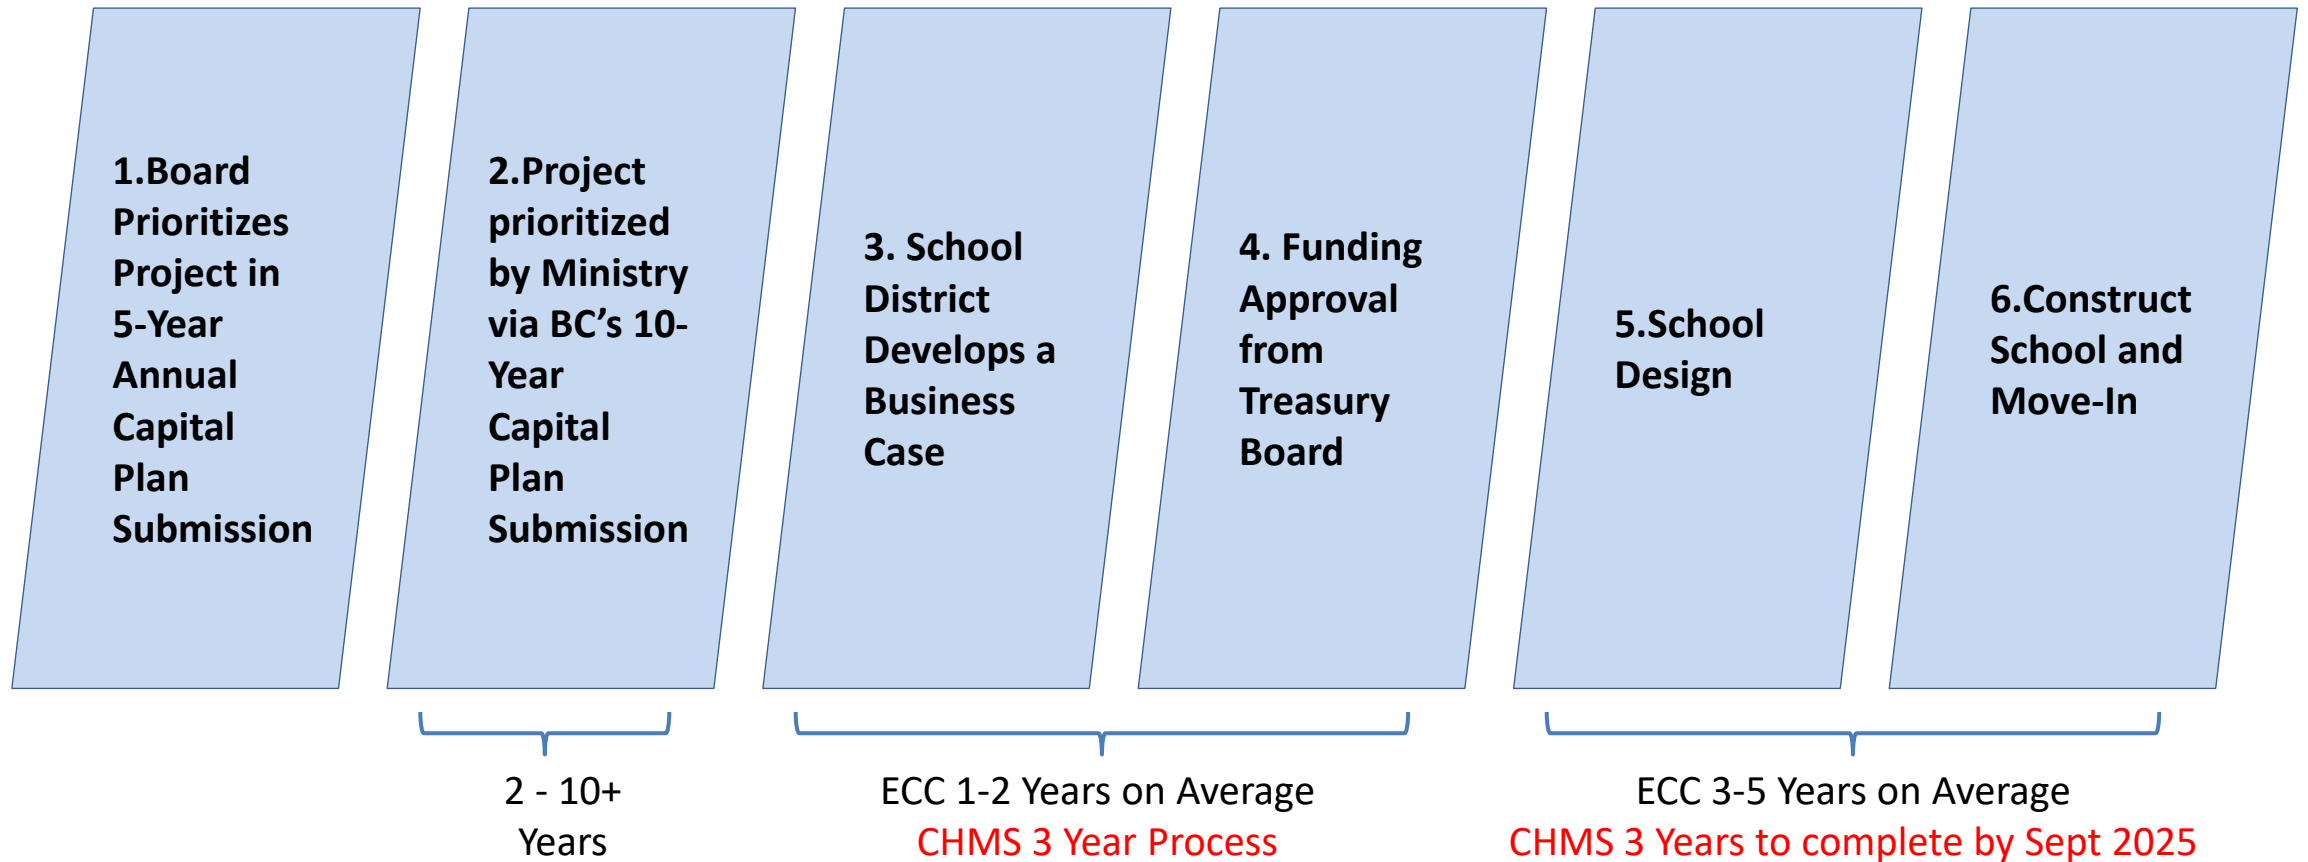 1.Board
Prioritizes
Project in
5-Year
Annual
Capital
Plan
Submission
2.Project
prioritized
by Ministry
via BC’s 10-
Year
Capital
Plan
Submission
3. School
District
Develops a
Business
Case
4. Funding
Approval
from
Treasury
Board
5.School
Design
6.Construct
School and
Move-In
2 - 10+
Years
ECC 1-2 Years on Average
CHMS 3 Year Process
ECC 3-5 Years on Average
CHMS 3 Years to complete by Sept 2025